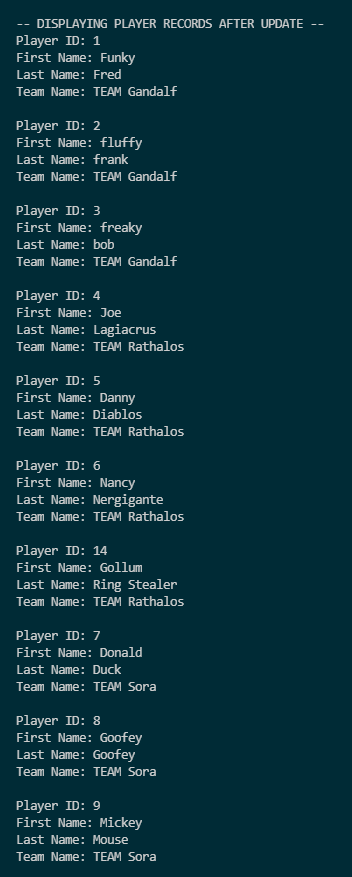 -- DISPLAYING PLAYER RECORDS AFTER UPDATE --
Player ID: 1
First Name: Funky
Last Name: Fred
Team Name: TEAM Gandalf
Player ID: 2
First Name: fluffy
Last Name: frank
Team Name: TEAM Gandalf
Player ID: 3
First Name: freaky
Last Name: bob
Team Name: TEAM Gandalf
Player ID: 4
First Name: Joe
Last Name: Lagiacrus
Team Name: TEAM Rathalos
Player ID: 5
First Name: Danny
Last Name: Diablos
Team Name: TEAM Rathalos
Player ID: 6
First Name: Nancy
Last Name: Nergigante
Team Name: TEAM Rathalos
Player ID: 14
First Name: Gollum
Last Name: Ring Stealer
Team Name: TEAM Rathalos
Player ID: 7
First Name: Donald
Last Name: Duck
Team Name: TEAM Sora
Player ID: 8
First Name: Goofey
Last Name: Goofey
Team Name: TEAM Sora
Player ID: 9
First Name: Mickey
Last Name: Mouse
Team Name: TEAM Sora